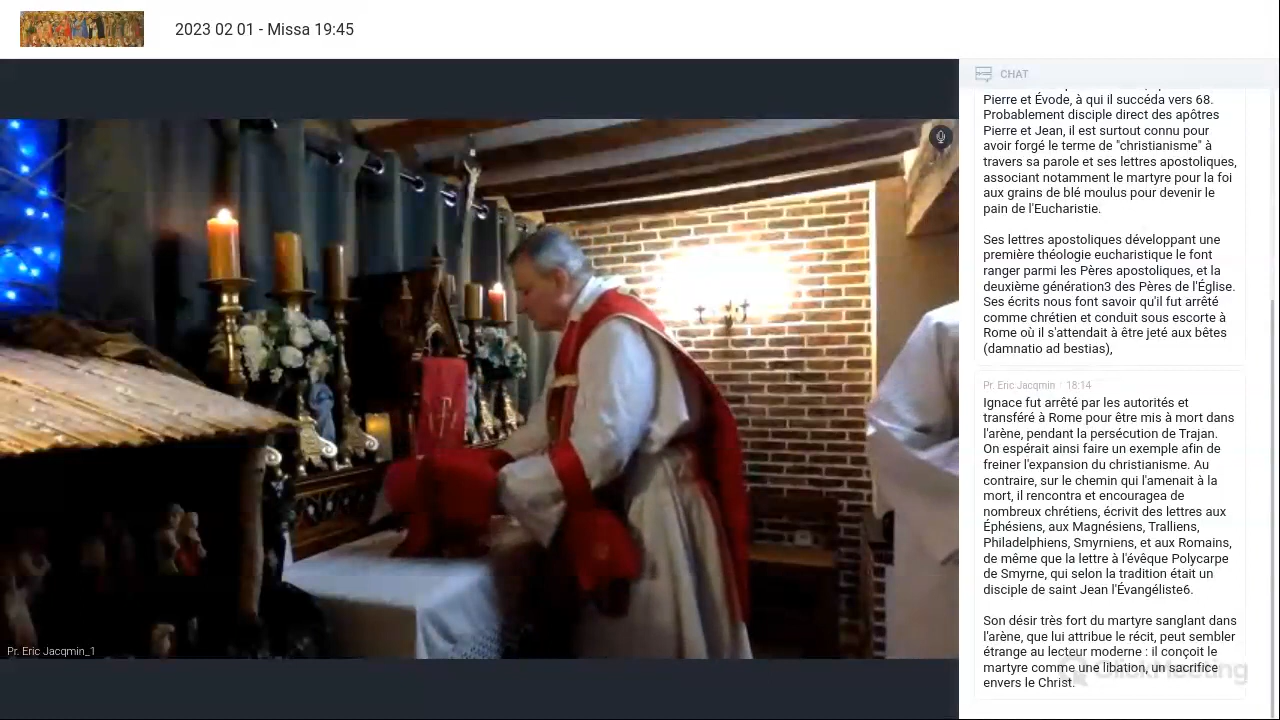 2023 02 01 - Missa 19:45
CHAT
Pierre et Évode, à qui il succéda vers 68.
Probablement disciple direct des apôtres
Pierre et Jean, il est surtout connu pour
avoir forgé le terme de "christianisme" à
travers sa parole et ses lettres apostoliques,
associant notamment le martyre pour la foi
aux grains de blé moulus pour devenir le
pain de l'Eucharistie.
Ses lettres apostoliques développant une
première théologie eucharistique le font
ranger parmi les Pères apostoliques, et la
deuxième génération3 des Pères de l'Église.
Ses écrits nous font savoir qu'il fut arrêté
comme chrétien et conduit sous escorte à
Rome où il s'attendait à être jeté aux bêtes
(damnatio ad bestias),
Pr. Eric Jacqmin 18:14
Ignace fut arrêté par les autorités et
transféré à Rome pour être mis à mort dans
l'arène, pendant la persécution de Trajan.
On espérait ainsi faire un exemple afin de
freiner l'expansion du christianisme. Au
contraire, sur le chemin qui l'amenait à la
mort, il rencontra et encouragea de
nombreux chrétiens, écrivit des lettres aux
Éphésiens, aux Magnésiens, Tralliens,
Philadelphiens, Smyrniens, et aux Romains,
de même que la lettre à l'évêque Polycarpe
de Smyrne, qui selon la tradition était un
disciple de saint Jean l'Évangéliste6.
Son désir très fort du martyre sanglant dans
l'arène, que lui attribue le récit, peut sembler
étrange au lecteur moderne : il conçoit le
martyre comme une libation, un sacrifice
envers le Christ.
ClickMeeting
Pr. Eric Jacqmin_1